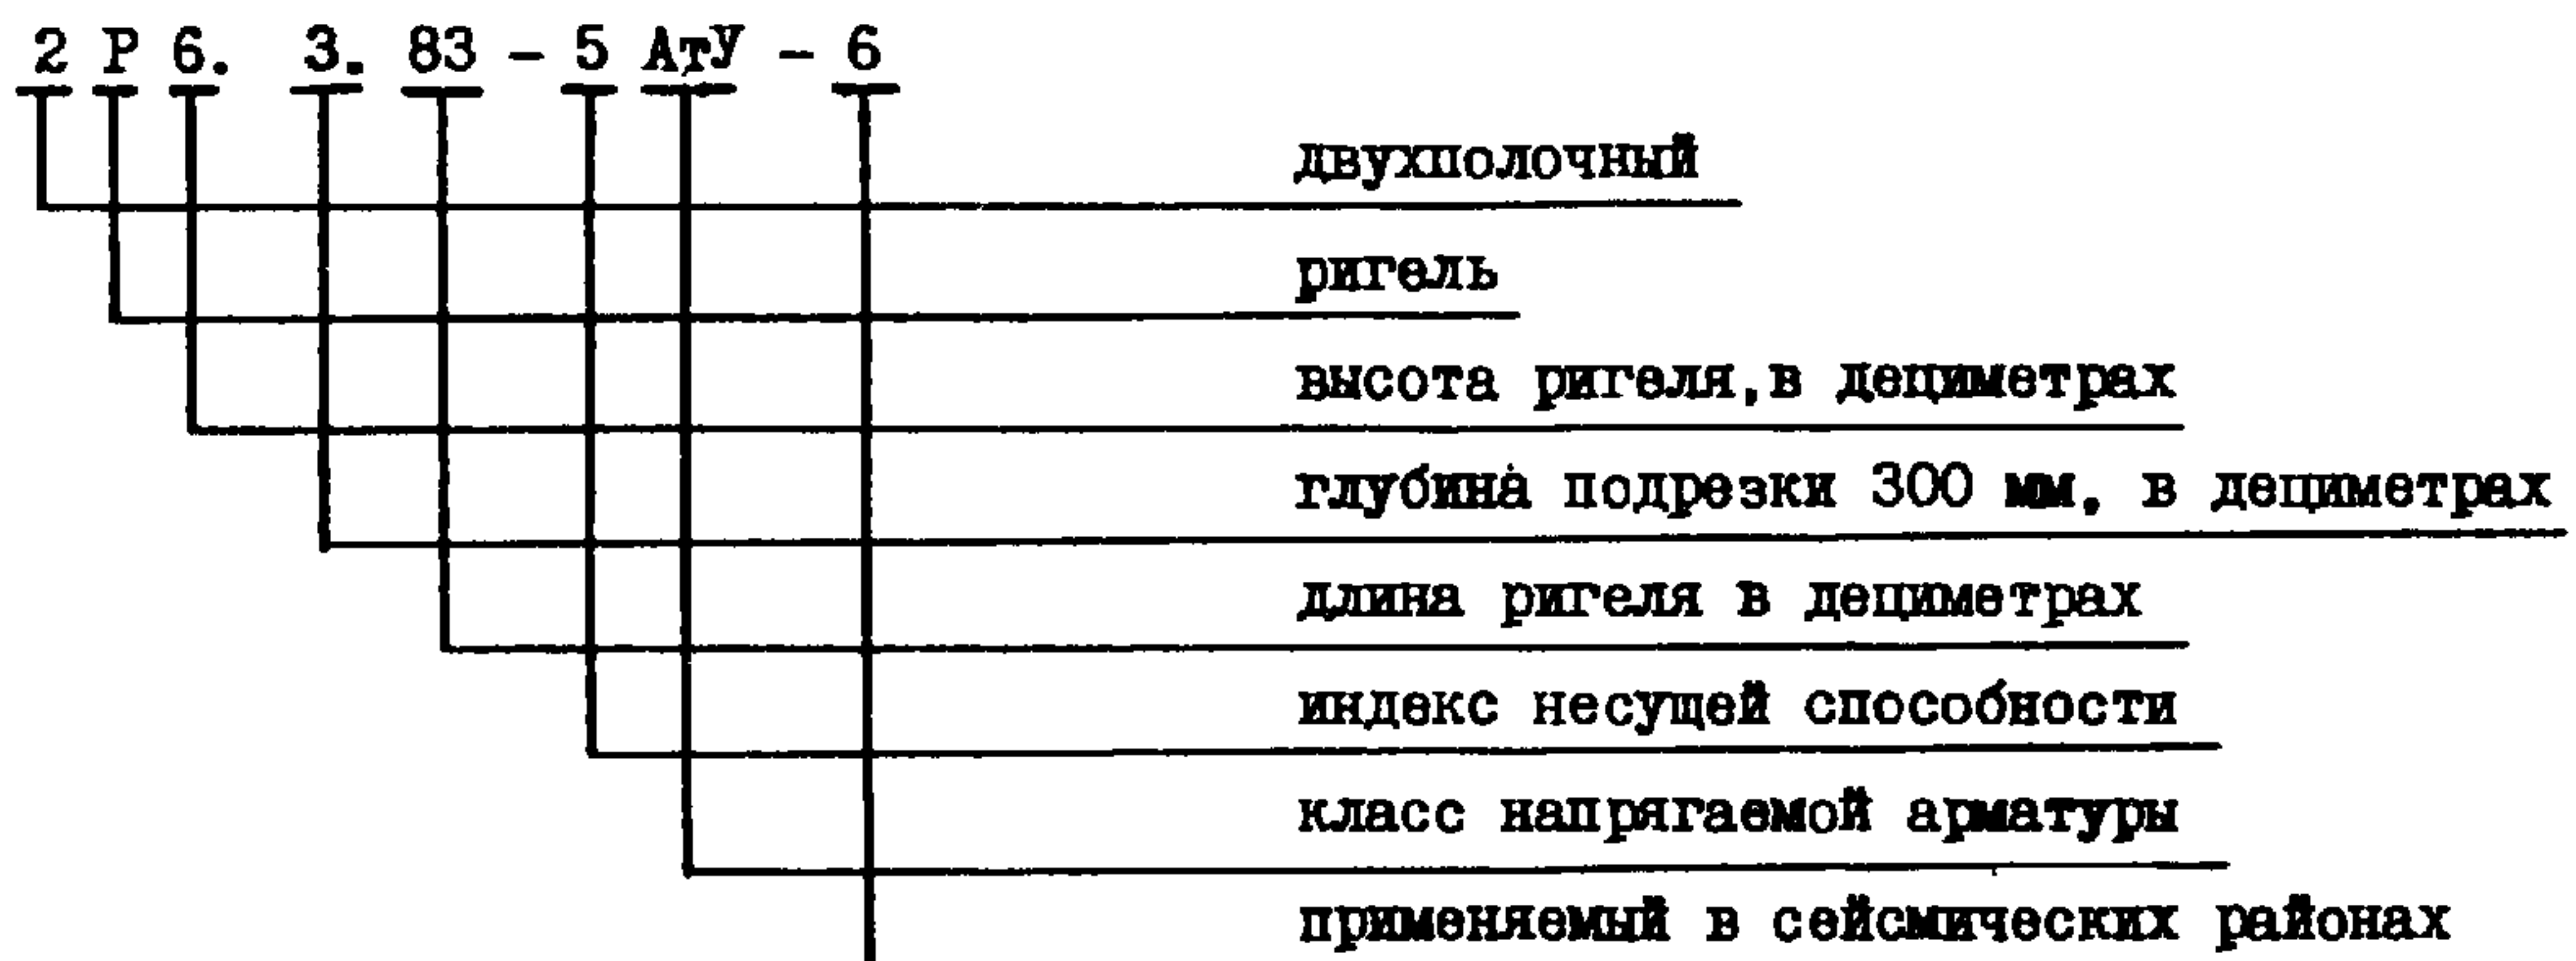 2 Р 6. 3. 83 - 5 АтУ - 6
двухполочный
ригель
высота ригеля, в дециметрах
глубина подрезки 300 мм, в дециметрах
длина ригеля в дециметрах
индекс несущей способности
класс напрягаемой арматуры
применяемый в сейсмических районах